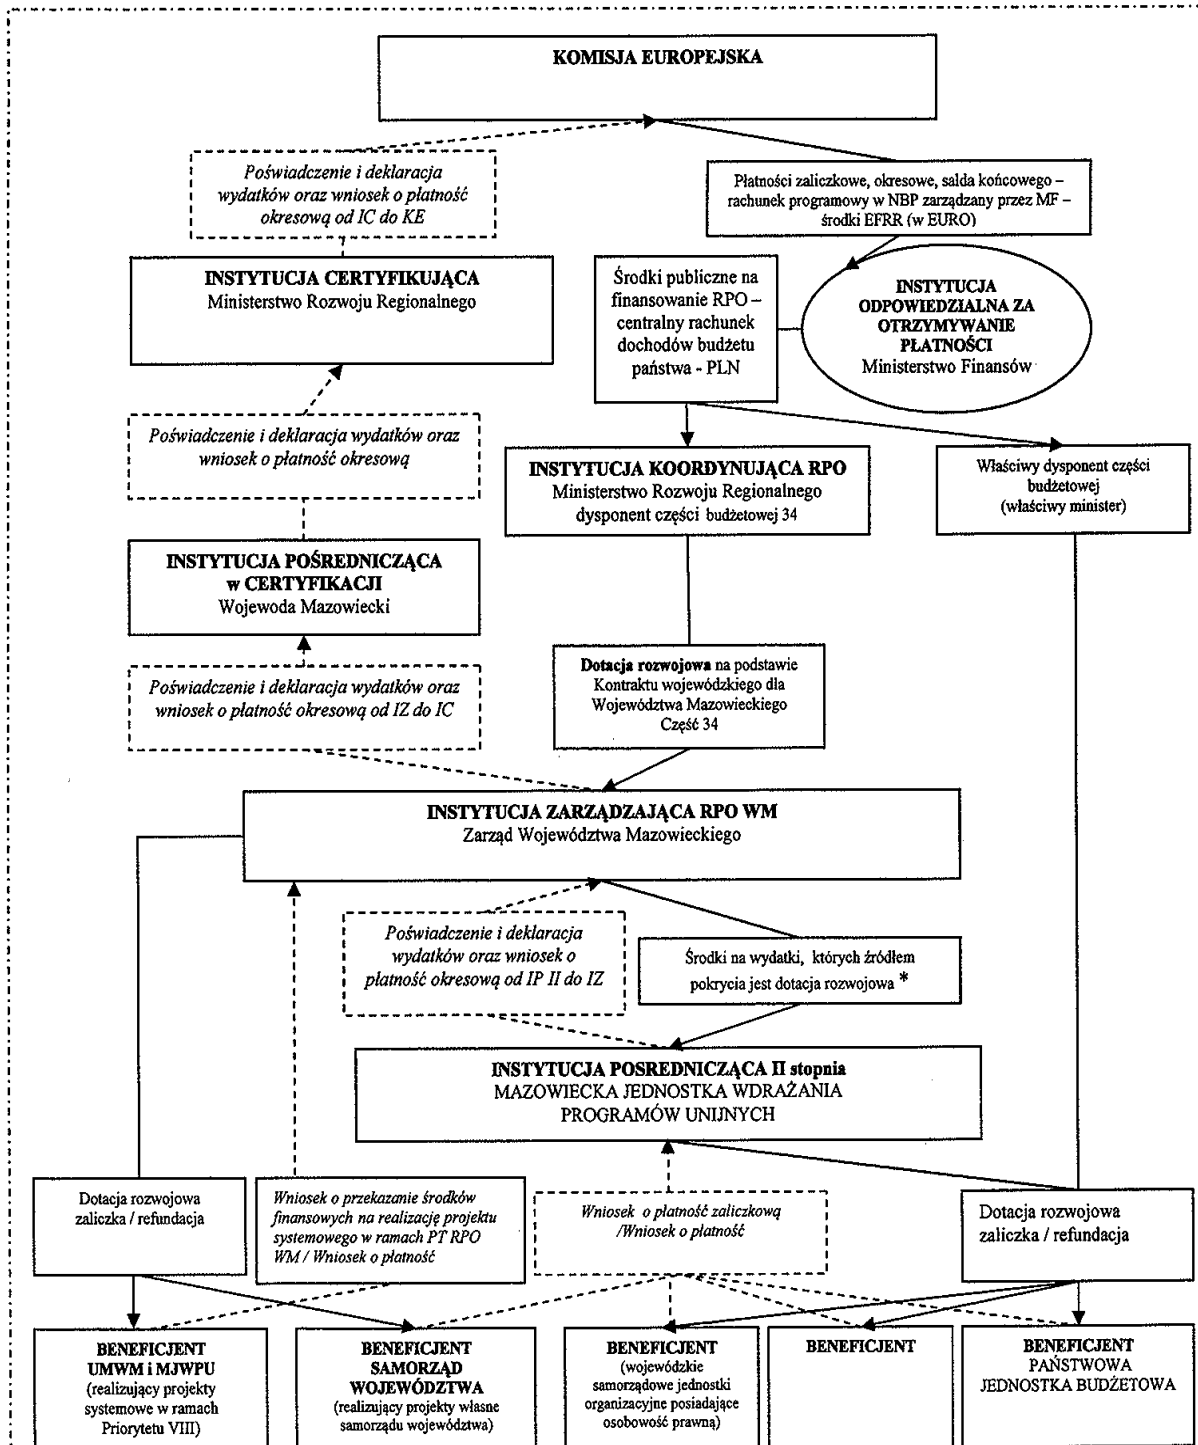 KOMISJA EUROPEJSKA
Poświadczenie i deklaracja
wydatków oraz wniosek o płatność
okresową od IC do KE
Płatności zaliczkowe, okresowe, salda końcowego –
rachunek programowy w NBP zarządzany przez MF –
środki EFRR (w EURO)
INSTYTUCJA CERTYFIKUJĄCA
Ministerstwo Rozwoju Regionalnego
Środki publiczne na
finansowanie RPO –
centralny rachunek
dochodów budżetu
państwa - PLN
INSTYTUCJA
ODPOWIEDZIALNA ZA
OTRZYMYWANIE
PŁATNOŚCI
Ministerstwo Finansów
Poświadczenie i deklaracja wydatków oraz
wniosek o płatność okresową
INSTYTUCJA KOORDYNUJĄCA RPO
Ministerstwo Rozwoju Regionalnego
dysponent części budżetowej 34
Właściwy dysponent części
budżetowej
(właściwy minister)
INSTYTUCJA POŚREDNICZĄCA
w CERTYFIKACJI
Wojewoda Mazowiecki
Poświadczenie i deklaracja wydatków oraz
wniosek o płatność okresową od IZ do IC
Dotacja rozwojowa na podstawie
Kontraktu wojewódzkiego dla
Województwa Mazowieckiego
Część 34
INSTYTUCJA ZARZĄDZAJĄCA RPO WM
Zarząd Województwa Mazowieckiego
Poświadczenie i deklaracja
wydatków oraz wniosek o
płatność okresową od IP II do IZ
Środki na wydatki, których źródłem
pokrycia jest dotacja rozwojowa *
INSTYTUCJA POSREDNICZĄCA II stopnia
MAZOWIECKA JEDNOSTKA WDRAŻANIA
PROGRAMÓW UNIJNYCH
Dotacja rozwojowa
zaliczka / refundacja
Wniosek o przekazanie środków
finansowych na realizację projektu
systemowego w ramach PT RPO
WM / Wniosek o płatność
Wniosek o płatność zaliczkową
/Wniosek o płatność
Dotacja rozwojowa
zaliczka / refundacja
BENEFICJENT
UMWM i MJWPU
(realizujący projekty
systemowe w ramach
Priorytetu VIII)
BENEFICJENT
SAMORZĄD
WOJEWÓDZTWA
(realizujący projekty własne
samorządu województwa)
BENEFICJENT
(wojewódzkie
samorządowe jednostki
organizacyjne posiadające
osobowość prawną)
BENEFICJENT
BENEFICJENT
PAŃSTWOWA
JEDNOSTKA BUDŻETOWA